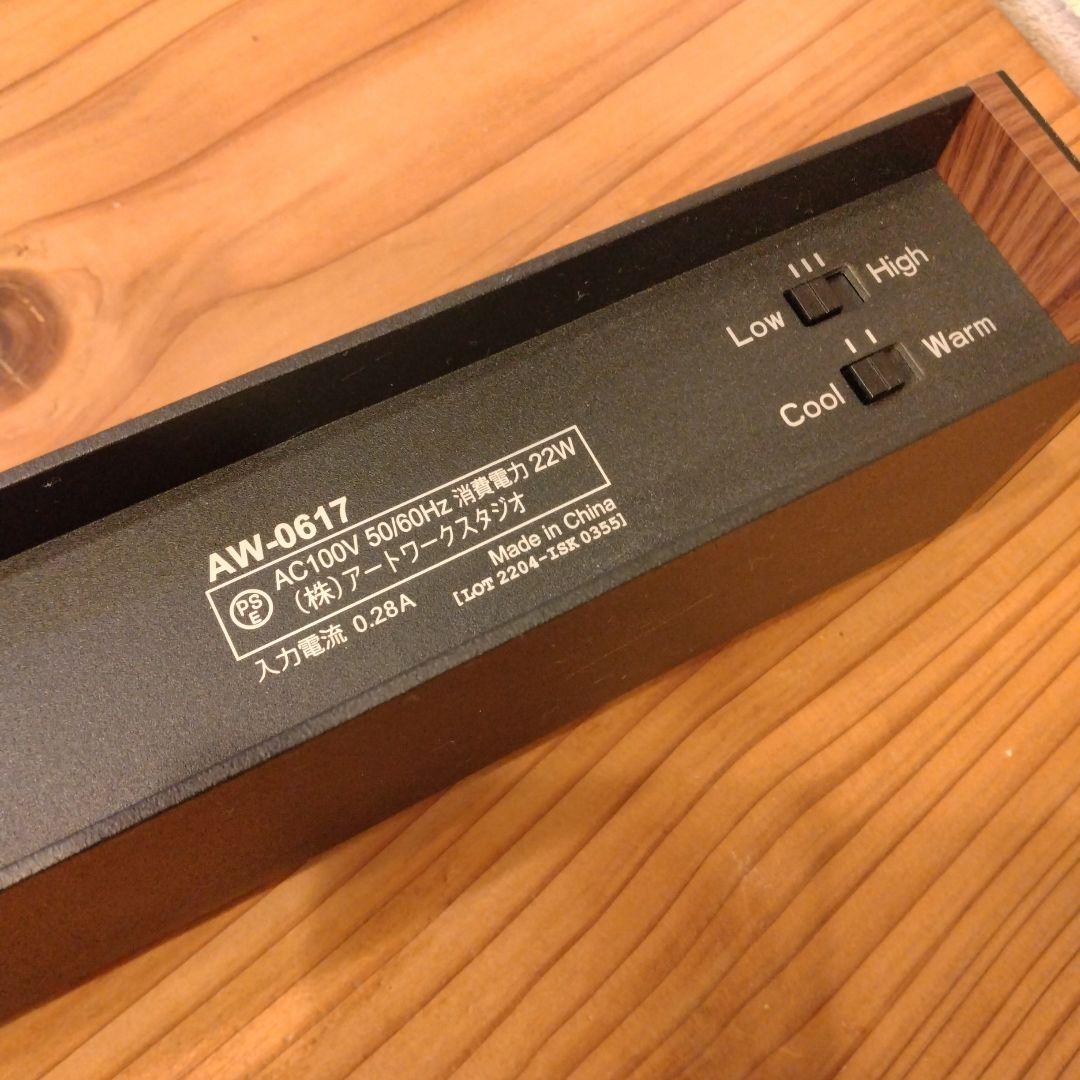 Low High
Cool Warm
AW-0617
PSE AC100V 50/60Hz 消費電力 22W
(株)アートワークスタジオ
入力電流 0.28A Made in China
[LOT 2204-ISK 0355]